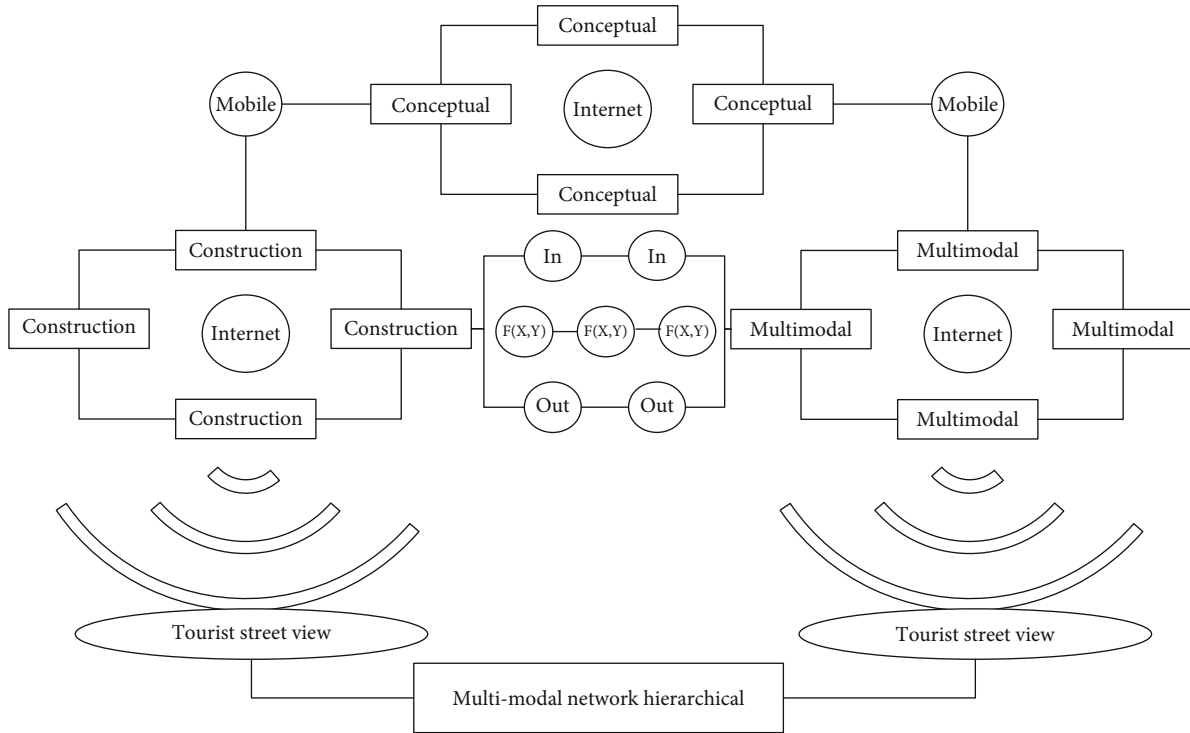 Conceptual
Mobile
Conceptual
Internet
Conceptual
Mobile
Conceptual
Construction
In
In
Multimodal
Construction
Internet
Construction
F(X,Y)
F(X,Y)
F(X,Y)
Multimodal
Internet
Multimodal
Construction
Out
Out
Multimodal
Tourist street view
Tourist street view
Multi-modal network hierarchical